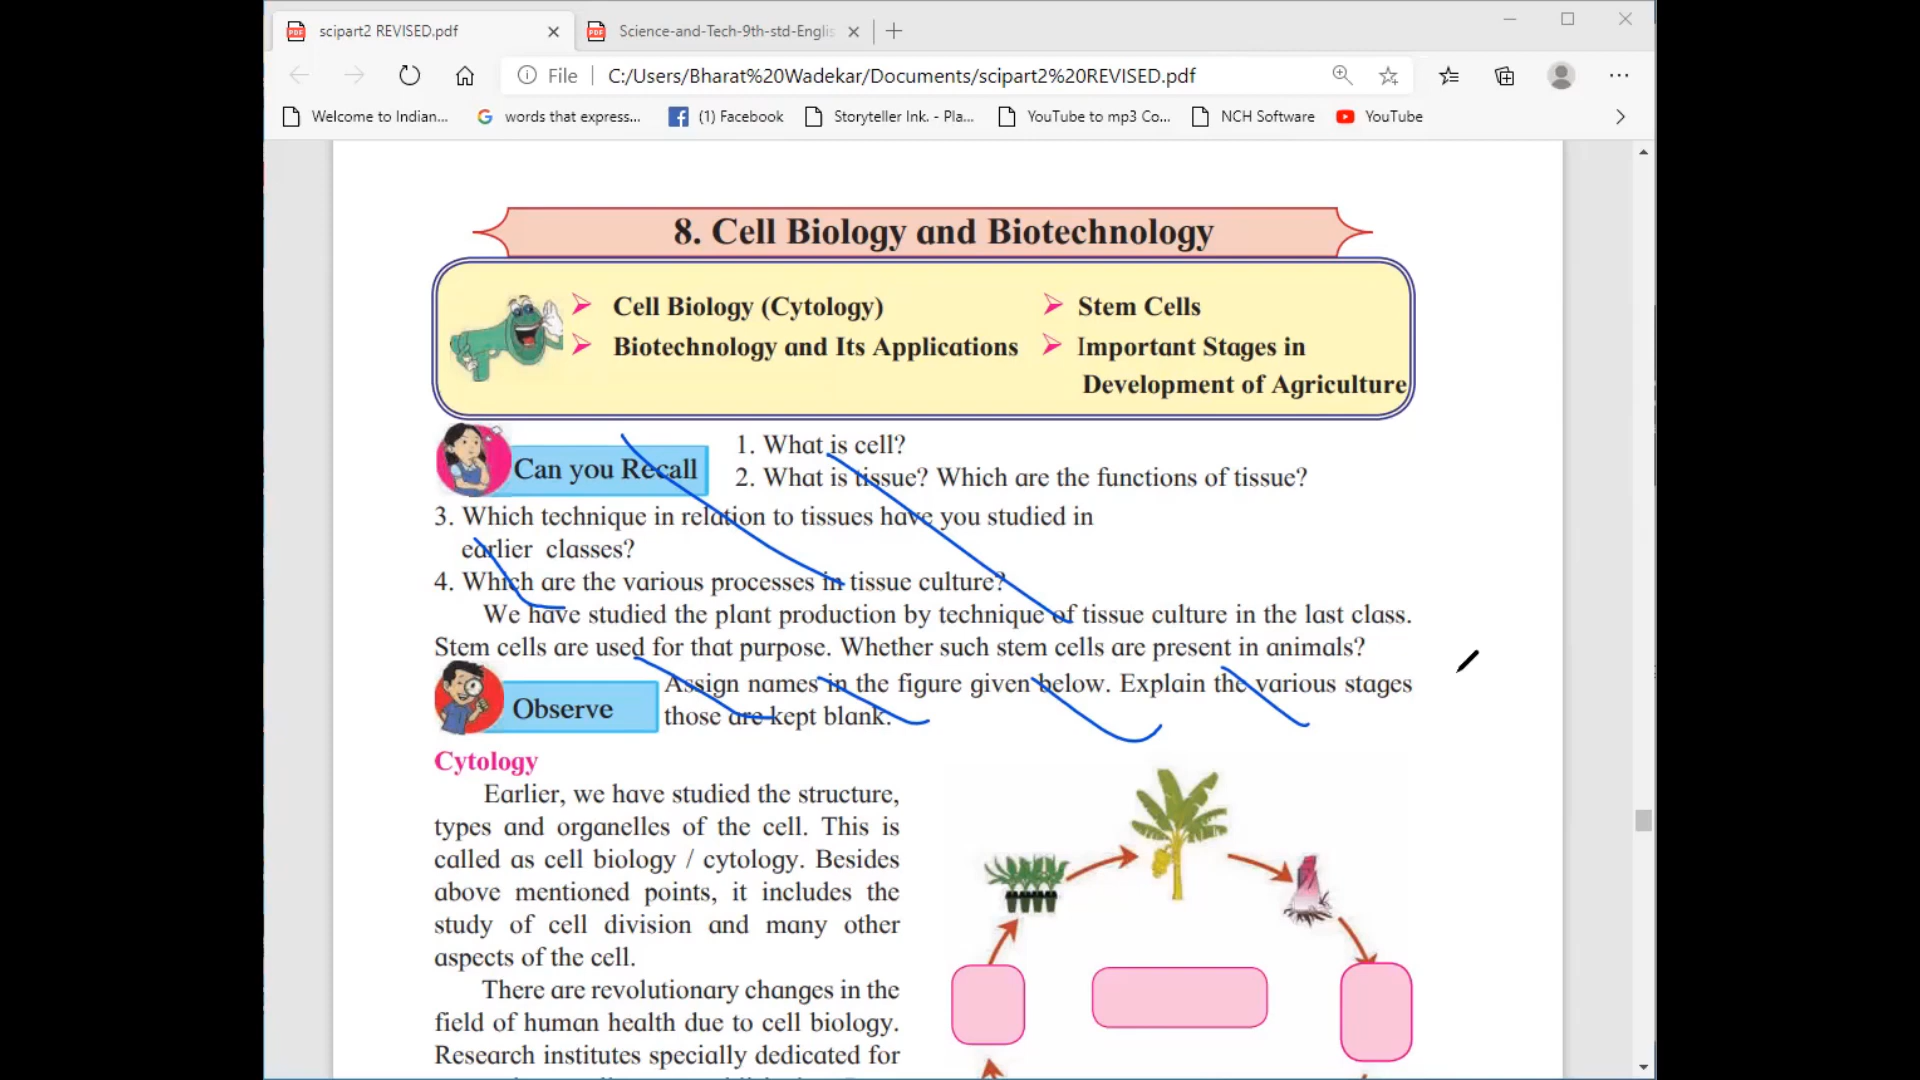 scipart2 REVISED.pdf
Science-and-Tech-9th-std-Englis
File
C:/Users/Bharat%20Wadekar/Documents/scipart2%20REVISED.pdf
Welcome to Indian...
words that express...
(1) Facebook
Storyteller Ink. - Pla...
YouTube to mp3 Co...
NCH Software
YouTube
8. Cell Biology and Biotechnology
Cell Biology (Cytology)
Stem Cells
Biotechnology and Its Applications
Important Stages in
Development of Agriculture
Can you Recall
1. What is cell?
2. What is tissue? Which are the functions of tissue?
3. Which technique in relation to tissues have you studied in
earlier classes?
4. Which are the various processes in tissue culture?
We have studied the plant production by technique of tissue culture in the last class.
Stem cells are used for that purpose. Whether such stem cells are present in animals?
Observe
Assign names in the figure given below. Explain the various stages
those are kept blank.
Cytology
Earlier, we have studied the structure,
types and organelles of the cell. This is
called as cell biology / cytology. Besides
above mentioned points, it includes the
study of cell division and many other
aspects of the cell.
There are revolutionary changes in the
field of human health due to cell biology.
Research institutes specially dedicated for